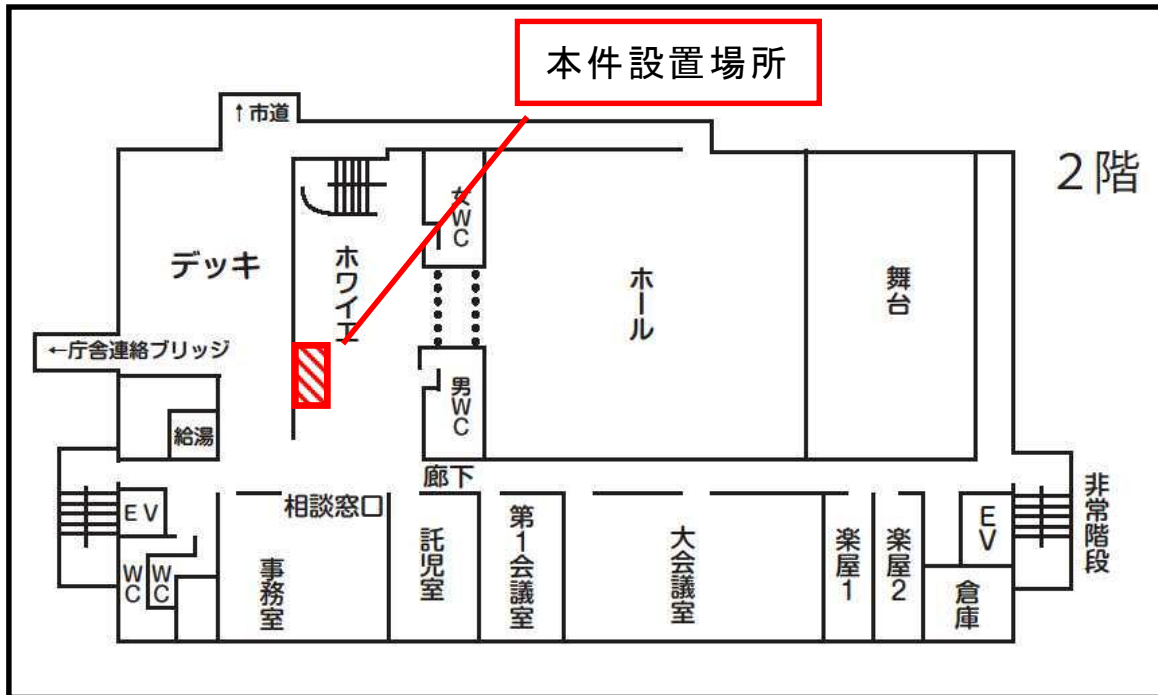 本件設置場所
↑市道
2階
デッキ
ホワイエ
女WC
ホール
舞台
←庁舎連絡ブリッジ
男WC
給湯
廊下
相談窓口
EV
WC
WC
事務室
託児室
第1会議室
大会議室
楽屋1
楽屋2
EV
倉庫
非常階段